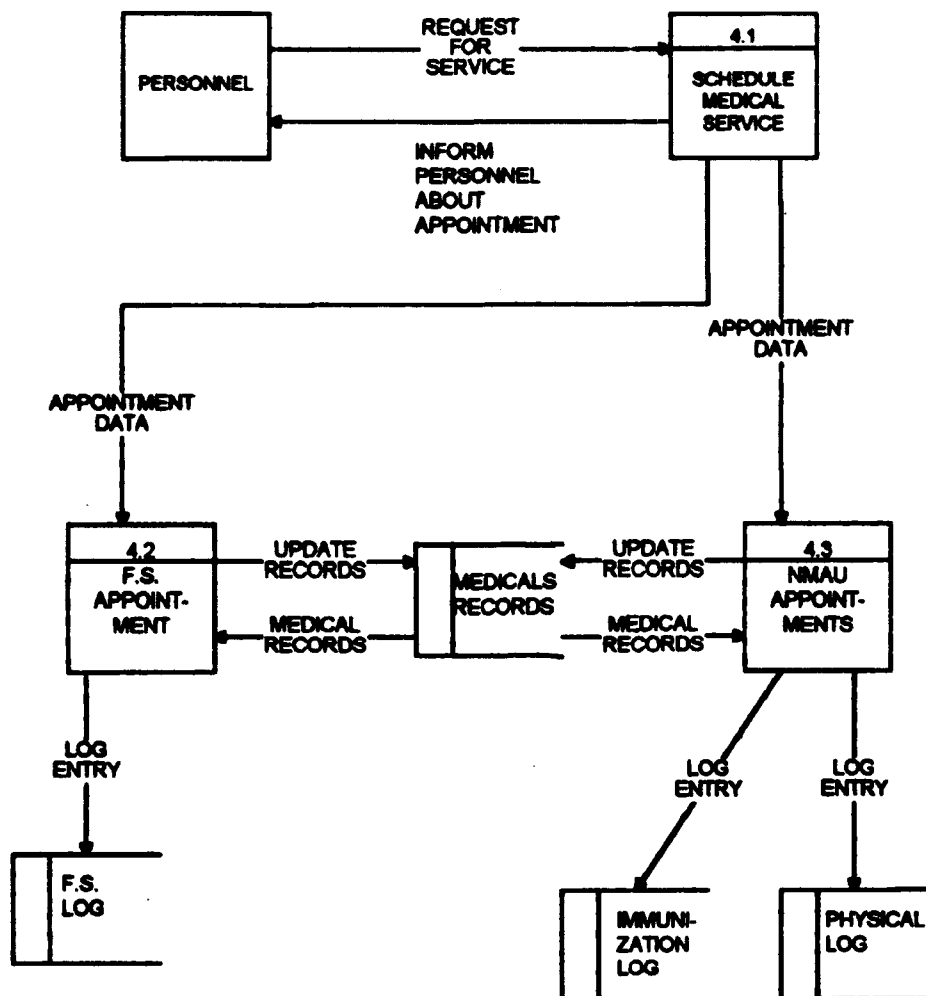 REQUEST
FOR
SERVICE
PERSONNEL
4.1
SCHEDULE
MEDICAL
SERVICE
INFORM
PERSONNEL
ABOUT
APPOINTMENT
APPOINTMENT
DATA
APPOINTMENT
DATA
4.2
F.S.
APPOINT-
MENT
UPDATE
RECORDS
MEDICAL
RECORDS
MEDICALS
RECORDS
UPDATE
RECORDS
MEDICAL
RECORDS
4.3
NMAU
APPOINT-
MENTS
LOG
ENTRY
LOG
ENTRY
LOG
ENTRY
F.S.
LOG
IMMUNI-
ZATION
LOG
PHYSICAL
LOG